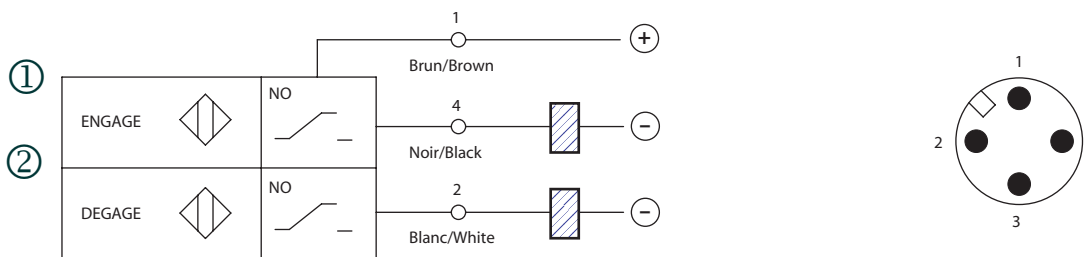 1
+
Brun/Brown
①
ENGAGE
NO
4
-
Noir/Black
②
DEGAGE
NO
2
-
Blanc/White
1
2
3